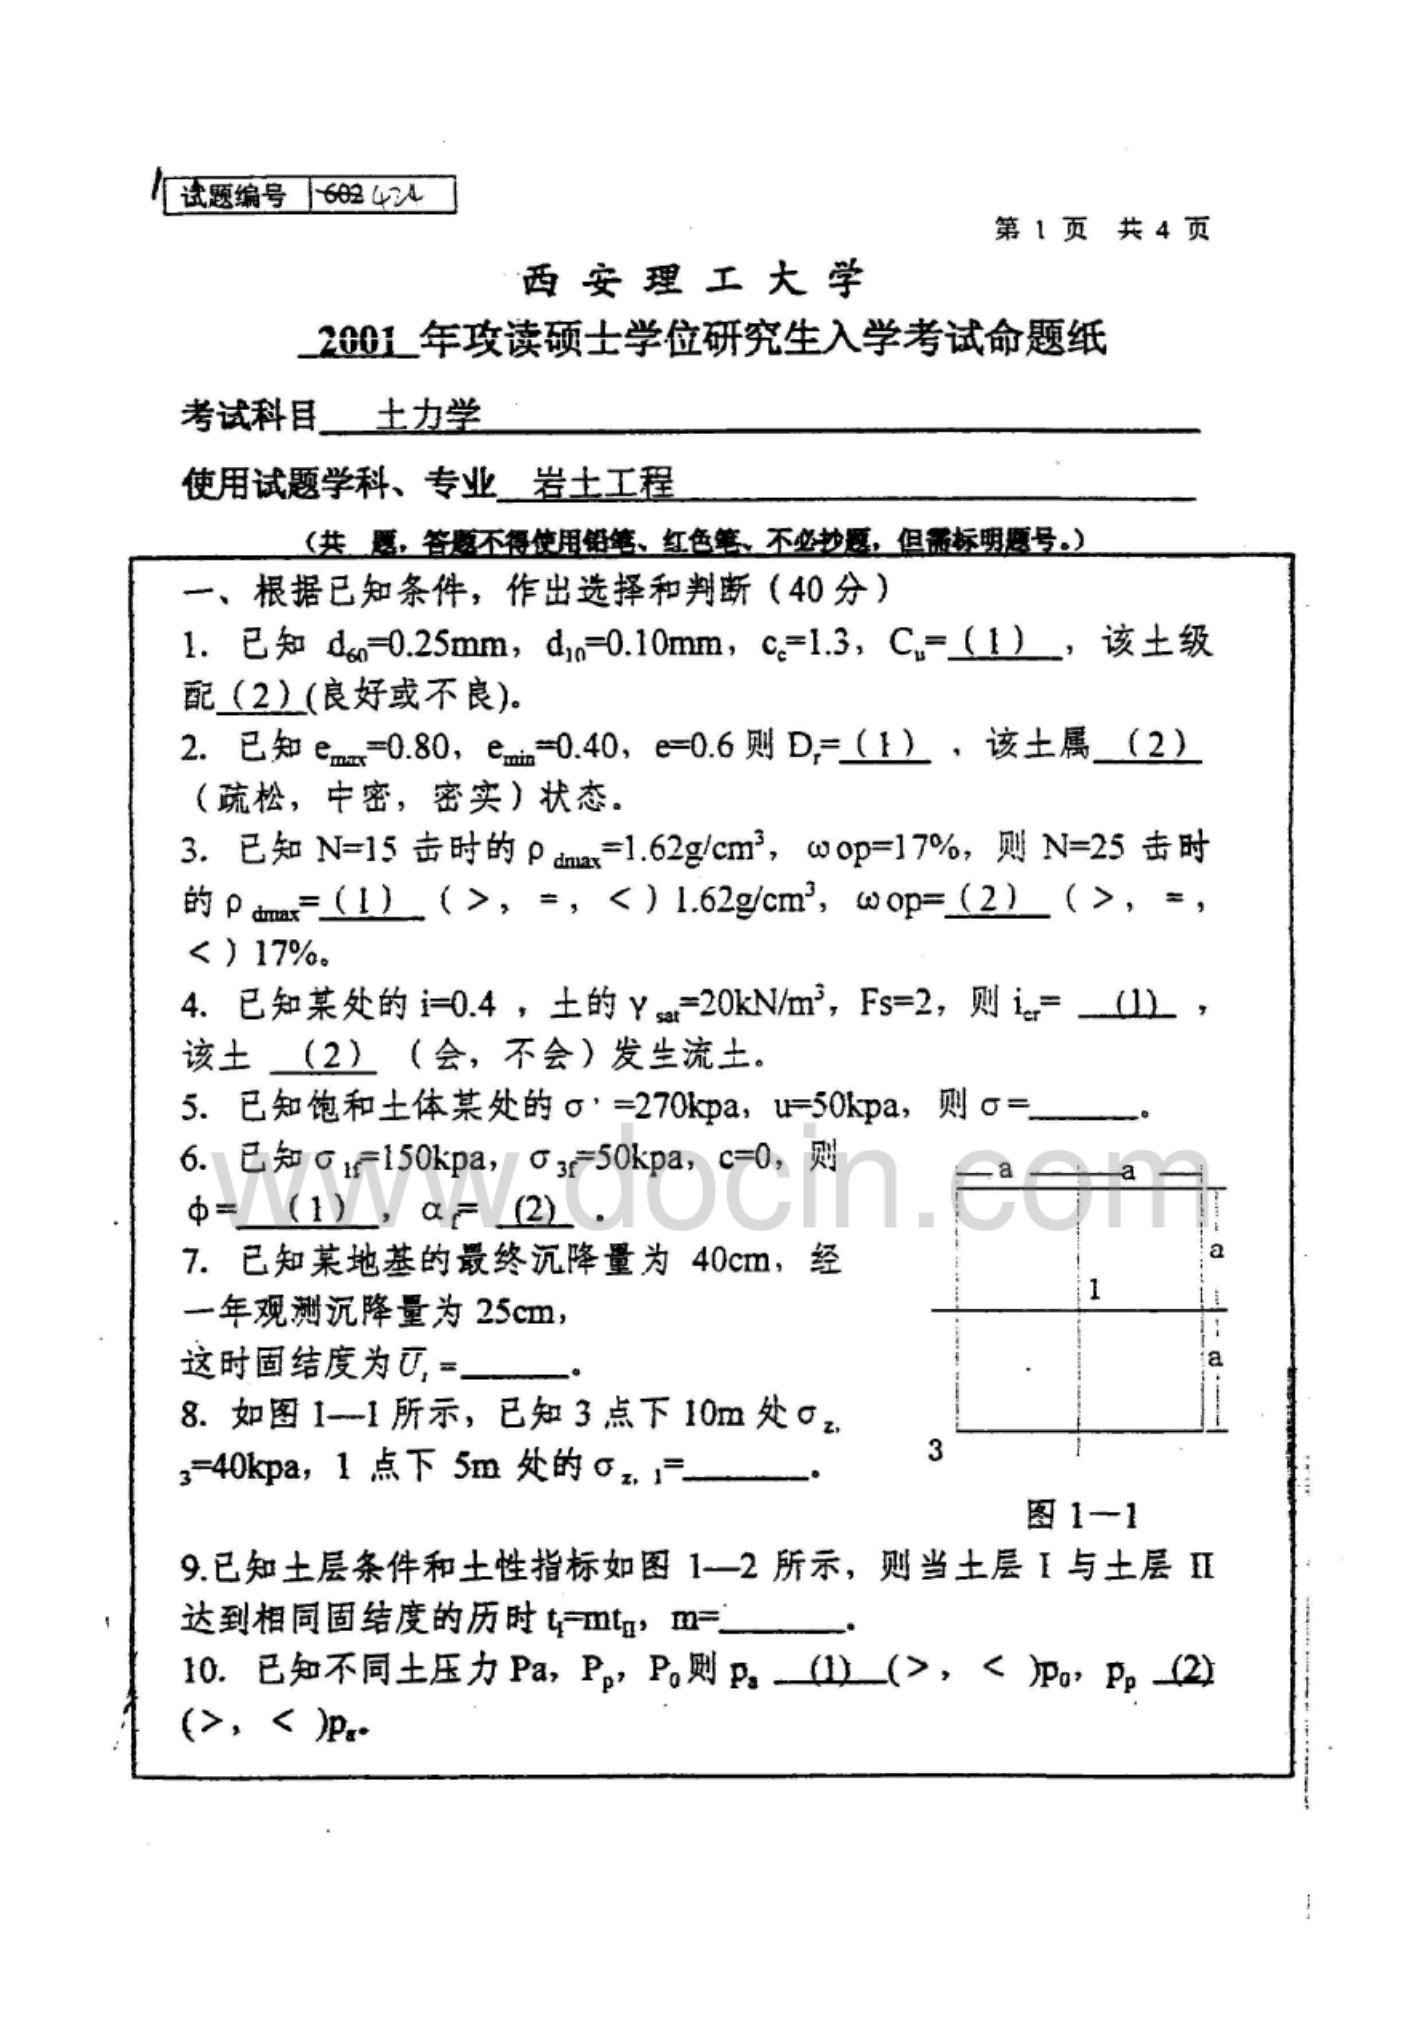 试题编号 602 424
第 1 页 共 4 页
西安理工大学
2001 年攻读硕士学位研究生入学考试命题纸
考试科目 土力学
使用试题学科、专业 岩土工程
（共 题，答题不得使用铅笔、红色笔、不必抄题，但需标明题号。）
一、根据已知条件，作出选择和判断（40 分）
1. 已知 d60=0.25mm，d10=0.10mm，cc=1.3，Cu=（1），该土级
配（2）(良好或不良)。
2. 已知 emax=0.80，emin=0.40，e=0.6 则 Dr=（1），该土属（2）
（疏松，中密，密实）状态。
3. 已知 N=15 击时的 ρdmax=1.62g/cm³，ωop=17%，则 N=25 击时
的 ρdmax=（1）（>，=，<）1.62g/cm³，ωop=（2）（>，=，
<）17%。
4. 已知某处的 i=0.4，土的 γsat=20kN/m³，Fs=2，则 icr= (1)，
该土（2）（会，不会）发生流土。
5. 已知饱和土体某处的 σ'=270kpa，u=50kpa，则 σ=____。
6. 已知 σ1f=150kpa，σ3f=50kpa，c=0，则
φ=（1），αf=(2)．
7. 已知某地基的最终沉降量为 40cm，经
一年观测沉降量为 25cm，
这时固结度为 U̅t =____。
8. 如图 1—1 所示，已知 3 点下 10m 处 σz,
3=40kpa，1 点下 5m 处的 σz, 1=____。
a a
a
1
a
3
图 1—1
9.已知土层条件和土性指标如图 1—2 所示，则当土层 I 与土层 II
达到相同固结度的历时 tI=mtII，m=____.
10. 已知不同土压力 Pa，Pp，P0 则 pa (1) (>，< )p0，pp (2)
(>，< )pa.
www.docin.com